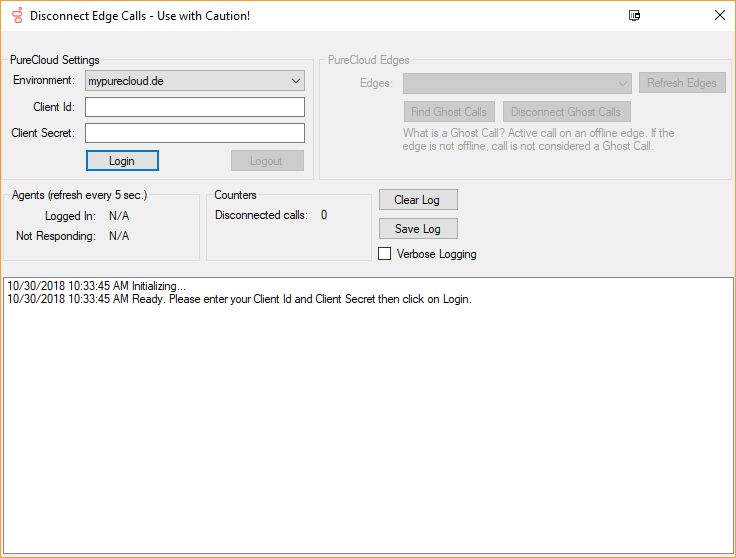 Disconnect Edge Calls - Use with Caution!
PureCloud Settings
Environment: mypurecloud.de
Client Id:
Client Secret:
Login Logout
PureCloud Edges
Edges: Refresh Edges
Find Ghost Calls Disconnect Ghost Calls
What is a Ghost Call? Active call on an offline edge. If the
edge is not offline, call is not considered a Ghost Call.
Agents (refresh every 5 sec.)
Logged In: N/A
Not Responding: N/A
Counters
Disconnected calls: 0
Clear Log
Save Log
Verbose Logging
10/30/2018 10:33:45 AM Initializing...
10/30/2018 10:33:45 AM Ready. Please enter your Client Id and Client Secret then click on Login.